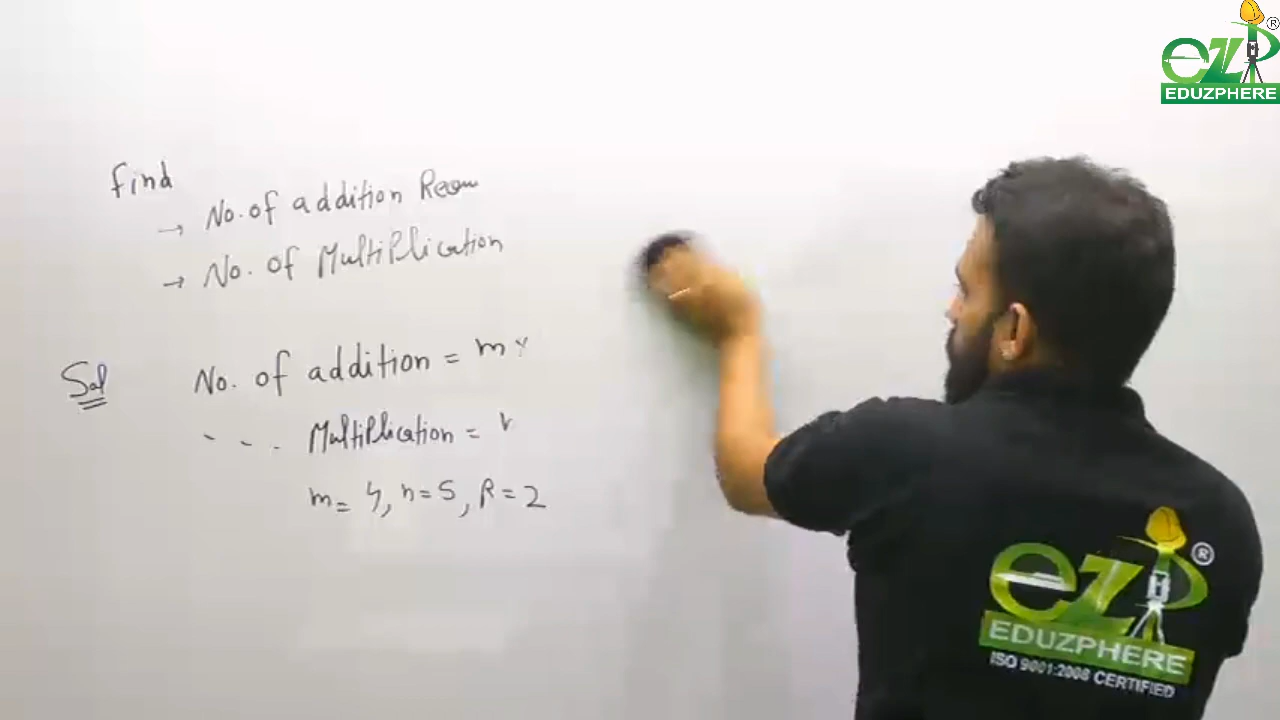 Find
→ No. of addition
→ No. of Multiplication
Sol No. of addition = m ×
- - - Multiplication =
m = 4, n = 5, R = 2
EZ ®
EDUZPHERE
EZ ®
EDUZPHERE
ISO 9001:2008 CERTIFIED